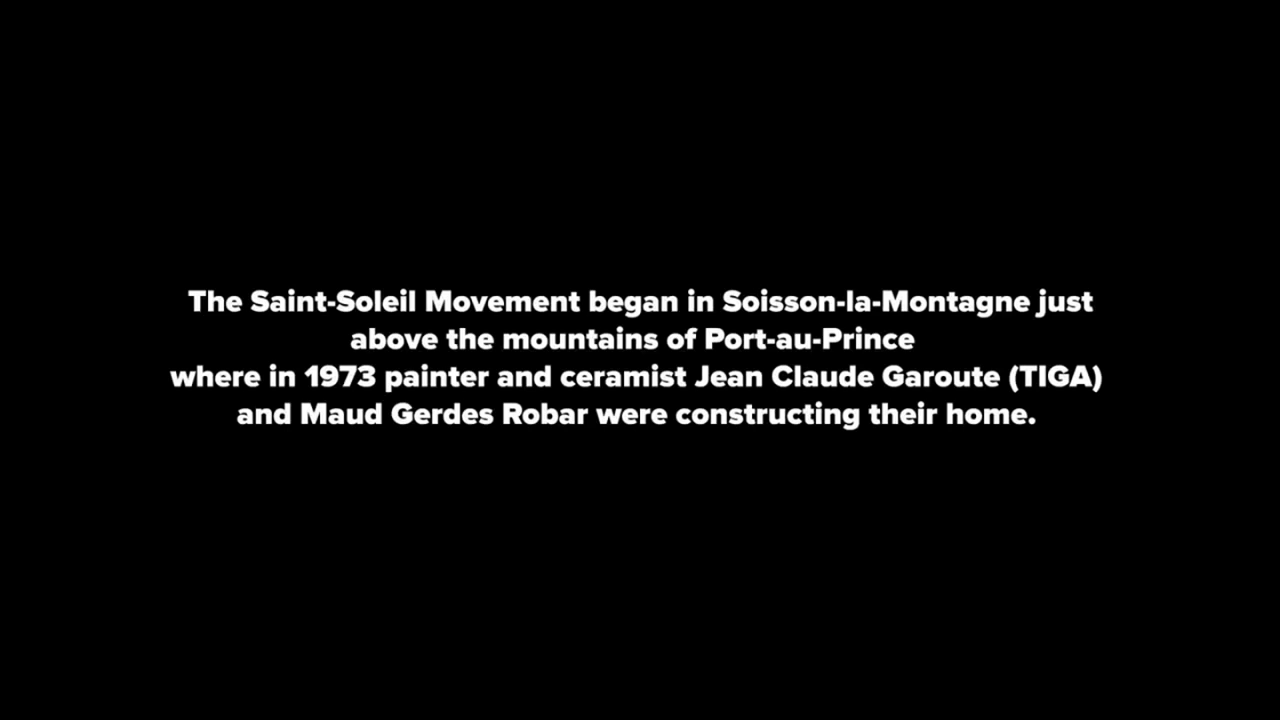 The Saint-Soleil Movement began in Soisson-la-Montagne just
above the mountains of Port-au-Prince
where in 1973 painter and ceramist Jean Claude Garoute (TIGA)
and Maud Gerdes Robar were constructing their home.